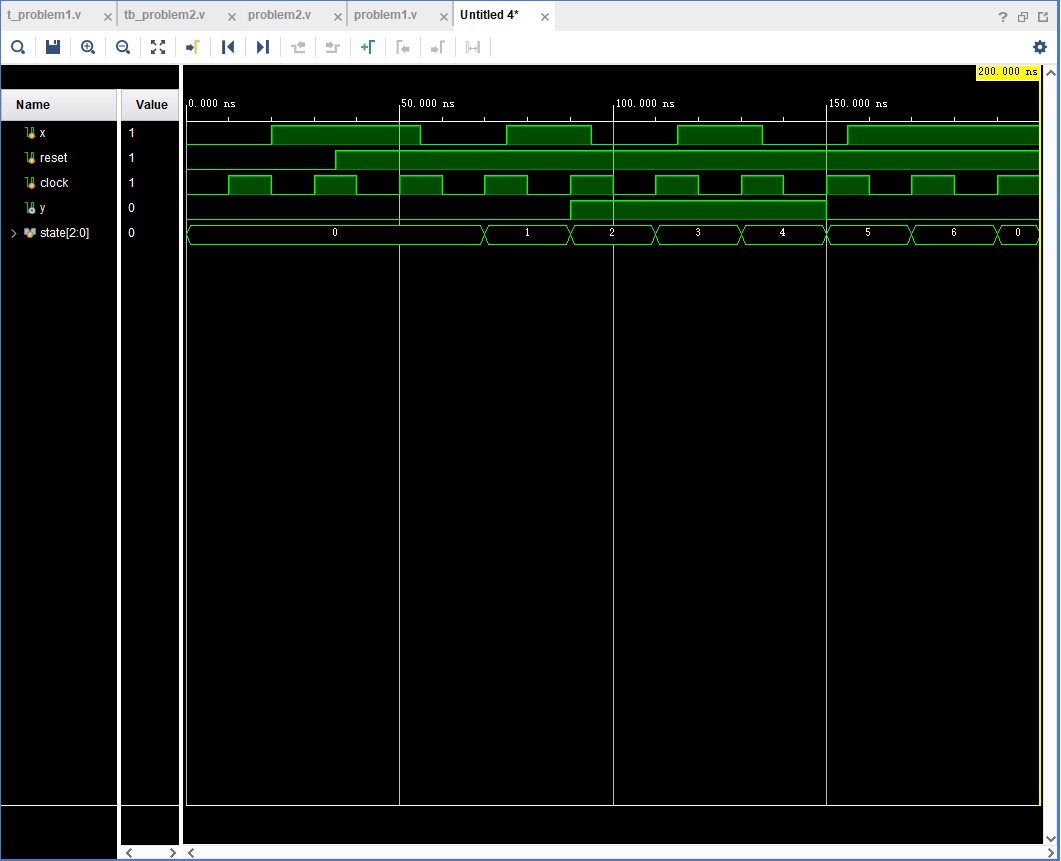 t_problem1.v × tb_problem2.v × problem2.v × problem1.v × Untitled 4* ×
200.000 ns
Name Value 0.000 ns 50.000 ns 100.000 ns 150.000 ns
x 1
reset 1
clock 1
y 0
state[2:0] 0 0 1 2 3 4 5 6 0